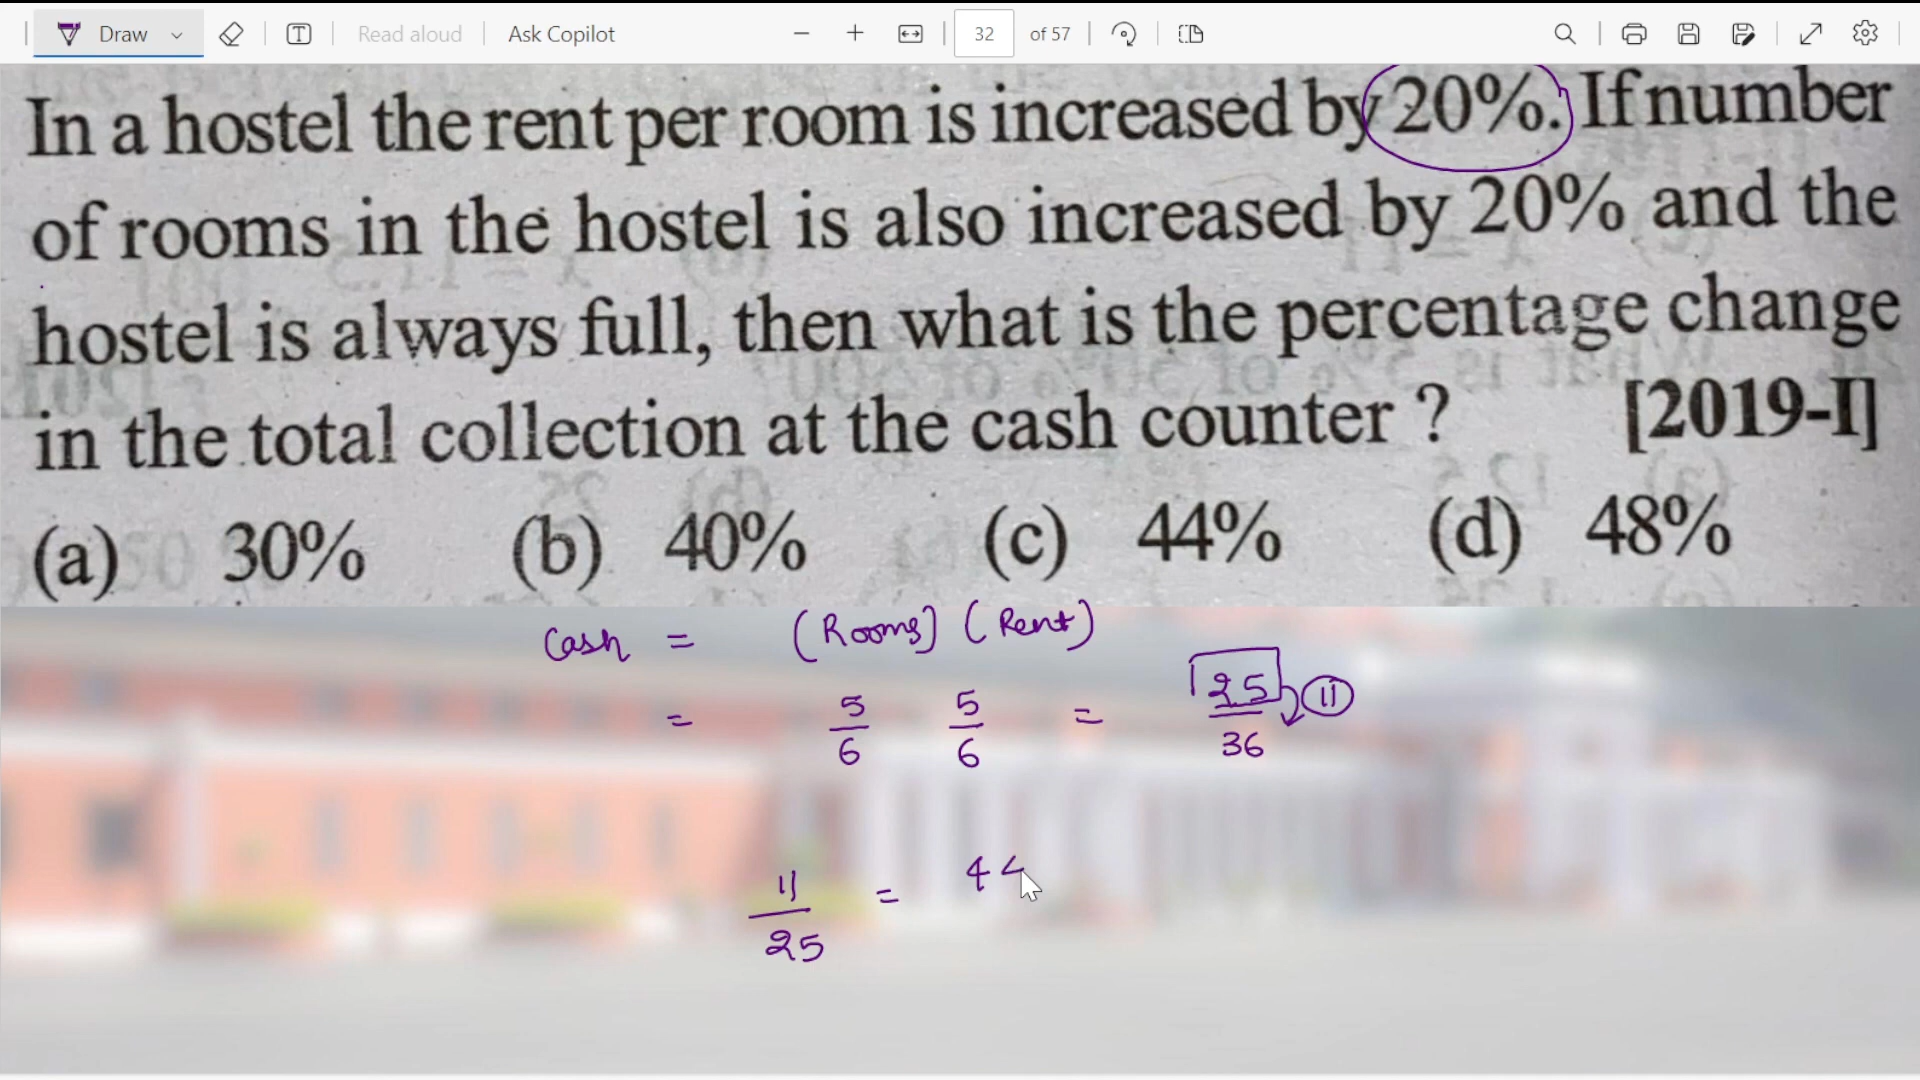 Draw Read aloud Ask Copilot 32 of 57
In a hostel the rent per room is increased by 20%. If number
of rooms in the hostel is also increased by 20% and the
hostel is always full, then what is the percentage change
in the total collection at the cash counter ? [2019-I]
(a) 30% (b) 40% (c) 44% (d) 48%
Cash = (Rooms) (Rent)
= 5/6 5/6 = 25/36 11
11/25 = 44